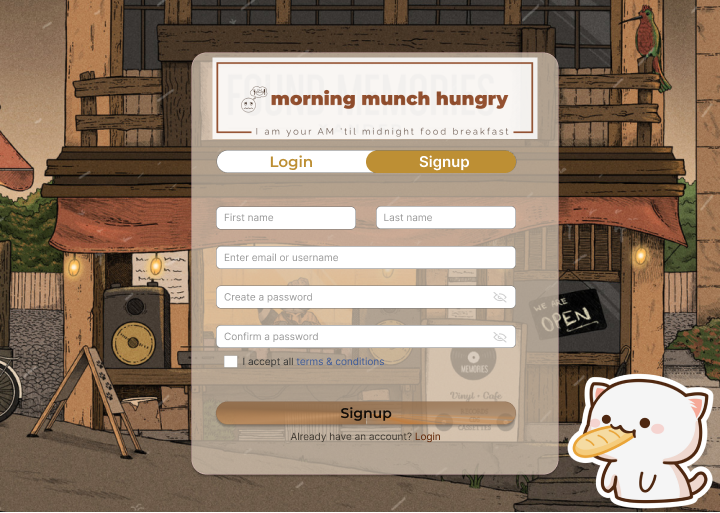 FOUND MEMORIES
morning munch hungry
I am your AM 'til midnight food breakfast
Login
Signup
First name
Last name
Enter email or username
Create a password
Confirm a password
I accept all terms & conditions
Signup
Already have an account? Login
WE ARE
OPEN
MEMORIES
Vinyl • Cafe